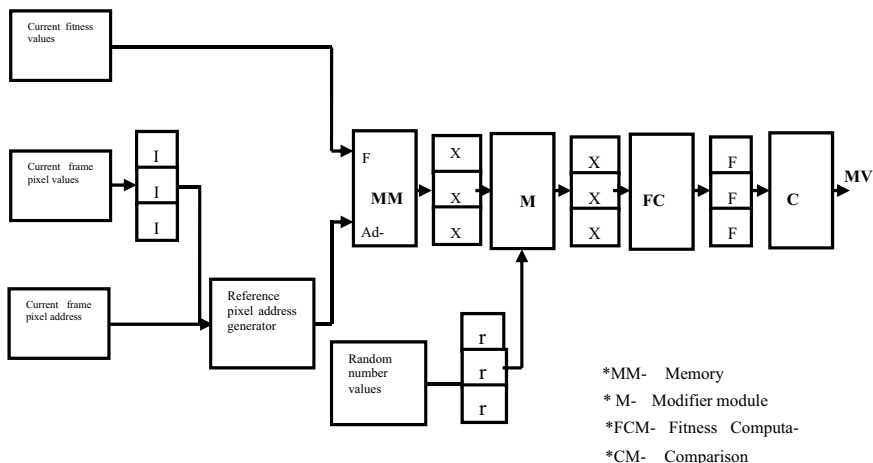 Current fitness
values
Current frame
pixel values
I
I
I
Current frame
pixel address
Reference
pixel address
generator
F
MM
Ad-
X
X
X
M
X
X
X
FC
F
F
F
C
MV
Random
number
values
r
r
r
*MM- Memory
* M- Modifier module
*FCM- Fitness Computa-
*CM- Comparison